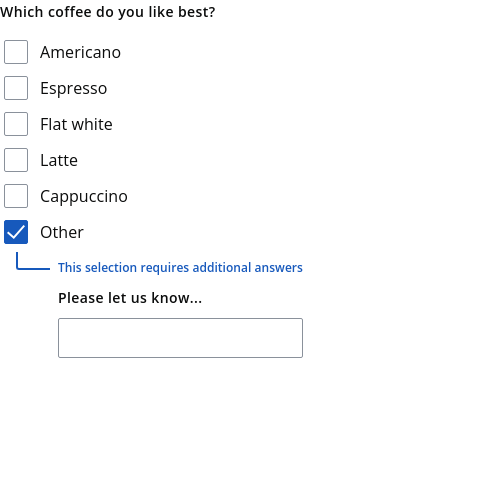 Which coffee do you like best?
Americano
Espresso
Flat white
Latte
Cappuccino
Other
This selection requires additional answers
Please let us know...